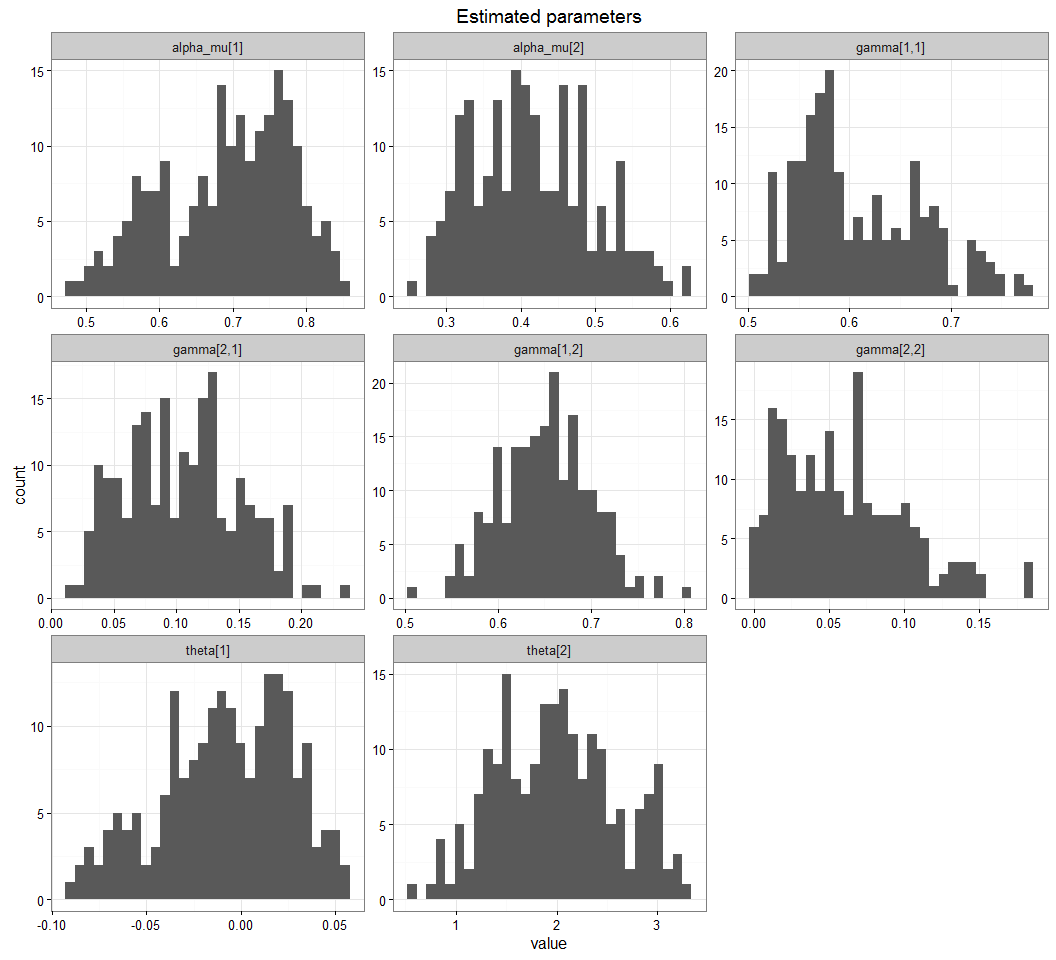 Estimated parameters
alpha_mu[1] alpha_mu[2] gamma[1,1]
15 15 20
10 10 15
10
5 5 5
0 0 0
0.5 0.6 0.7 0.8 0.3 0.4 0.5 0.6 0.5 0.6 0.7
gamma[2,1] gamma[1,2] gamma[2,2]
count
15 20 15
10 15 10
10
5 5 5
0 0 0
0.00 0.05 0.10 0.15 0.20 0.5 0.6 0.7 0.8 0.00 0.05 0.10 0.15
theta[1] theta[2]
15
10 10
5 5
0 0
-0.10 -0.05 0.00 0.05 1 2 3
value